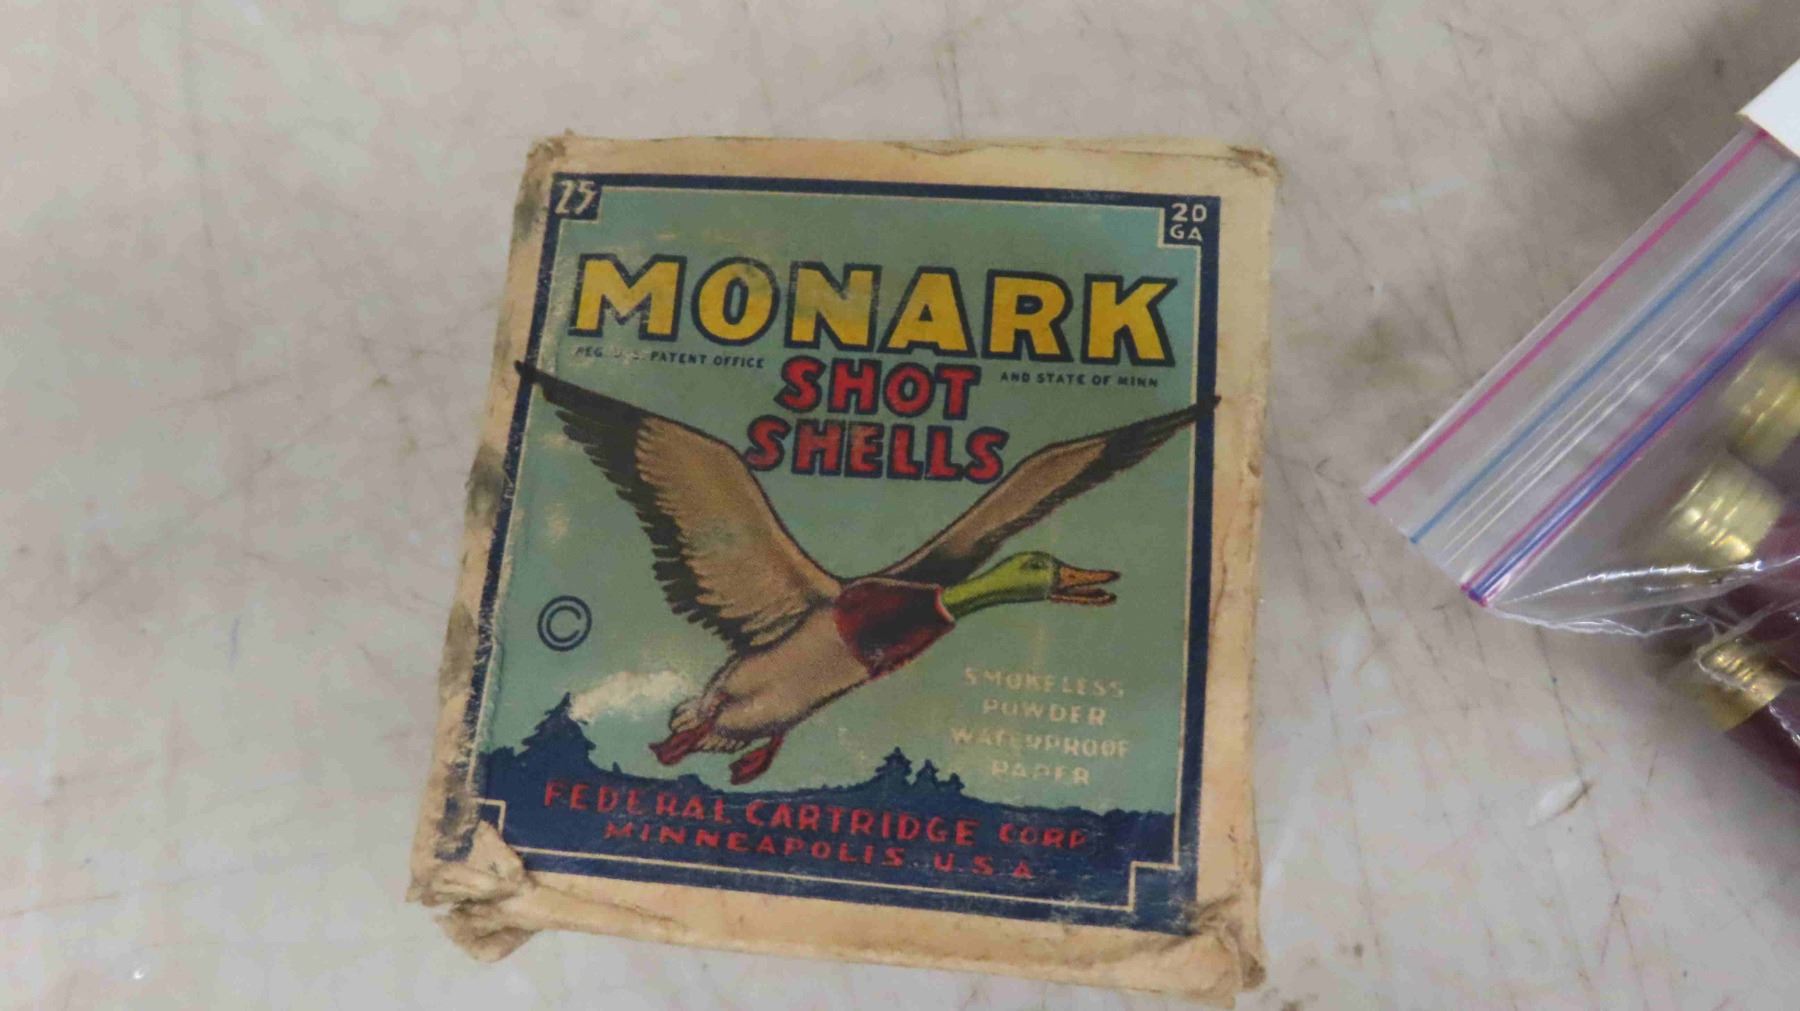 25
20
GA
MONARK
REG. U.S. PATENT OFFICE
AND STATE OF MINN
SHOT
SHELLS
©
SMOKELESS
POWDER
WATERPROOF
PAPER
FEDERAL CARTRIDGE CORP
MINNEAPOLIS. U.S.A.